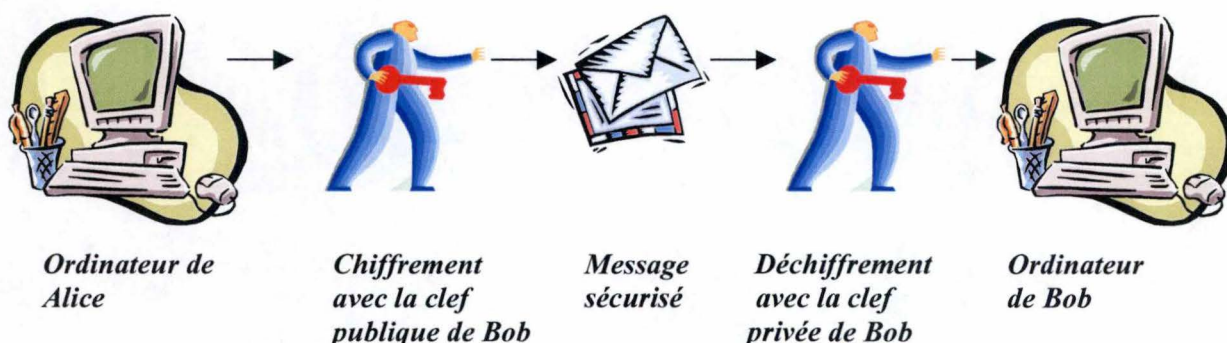 Ordinateur de
Alice
Chiffrement
avec la clef
publique de Bob
Message
sécurisé
Déchiffrement
avec la clef
privée de Bob
Ordinateur
de Bob